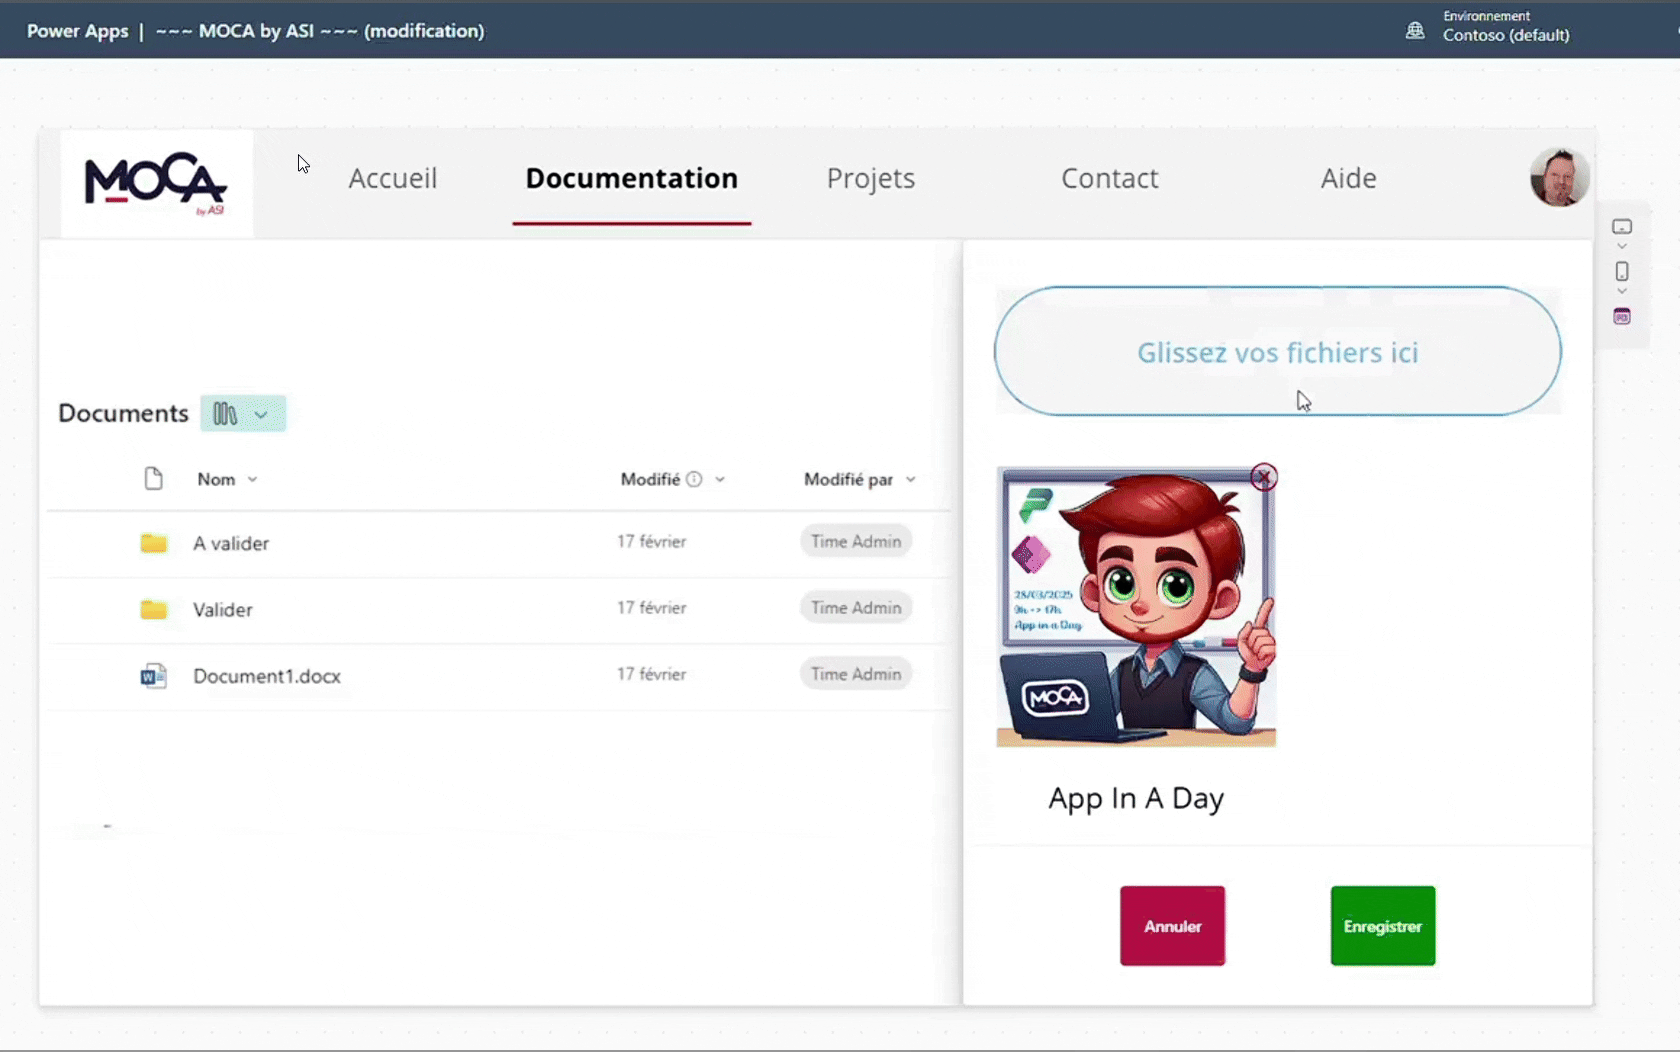 Power Apps | ~~~ MOCA by ASI ~~~ (modification)
Environnement
Contoso (default)
MOCA
by ASI
Accueil
Documentation
Projets
Contact
Aide
Glissez vos fichiers ici
Documents
Nom
Modifié
Modifié par
A valider
17 février
Time Admin
Valider
17 février
Time Admin
Document1.docx
17 février
Time Admin
28/03/2025
9h -> 17h
App in a Day
MOCA
App In A Day
Annuler
Enregistrer